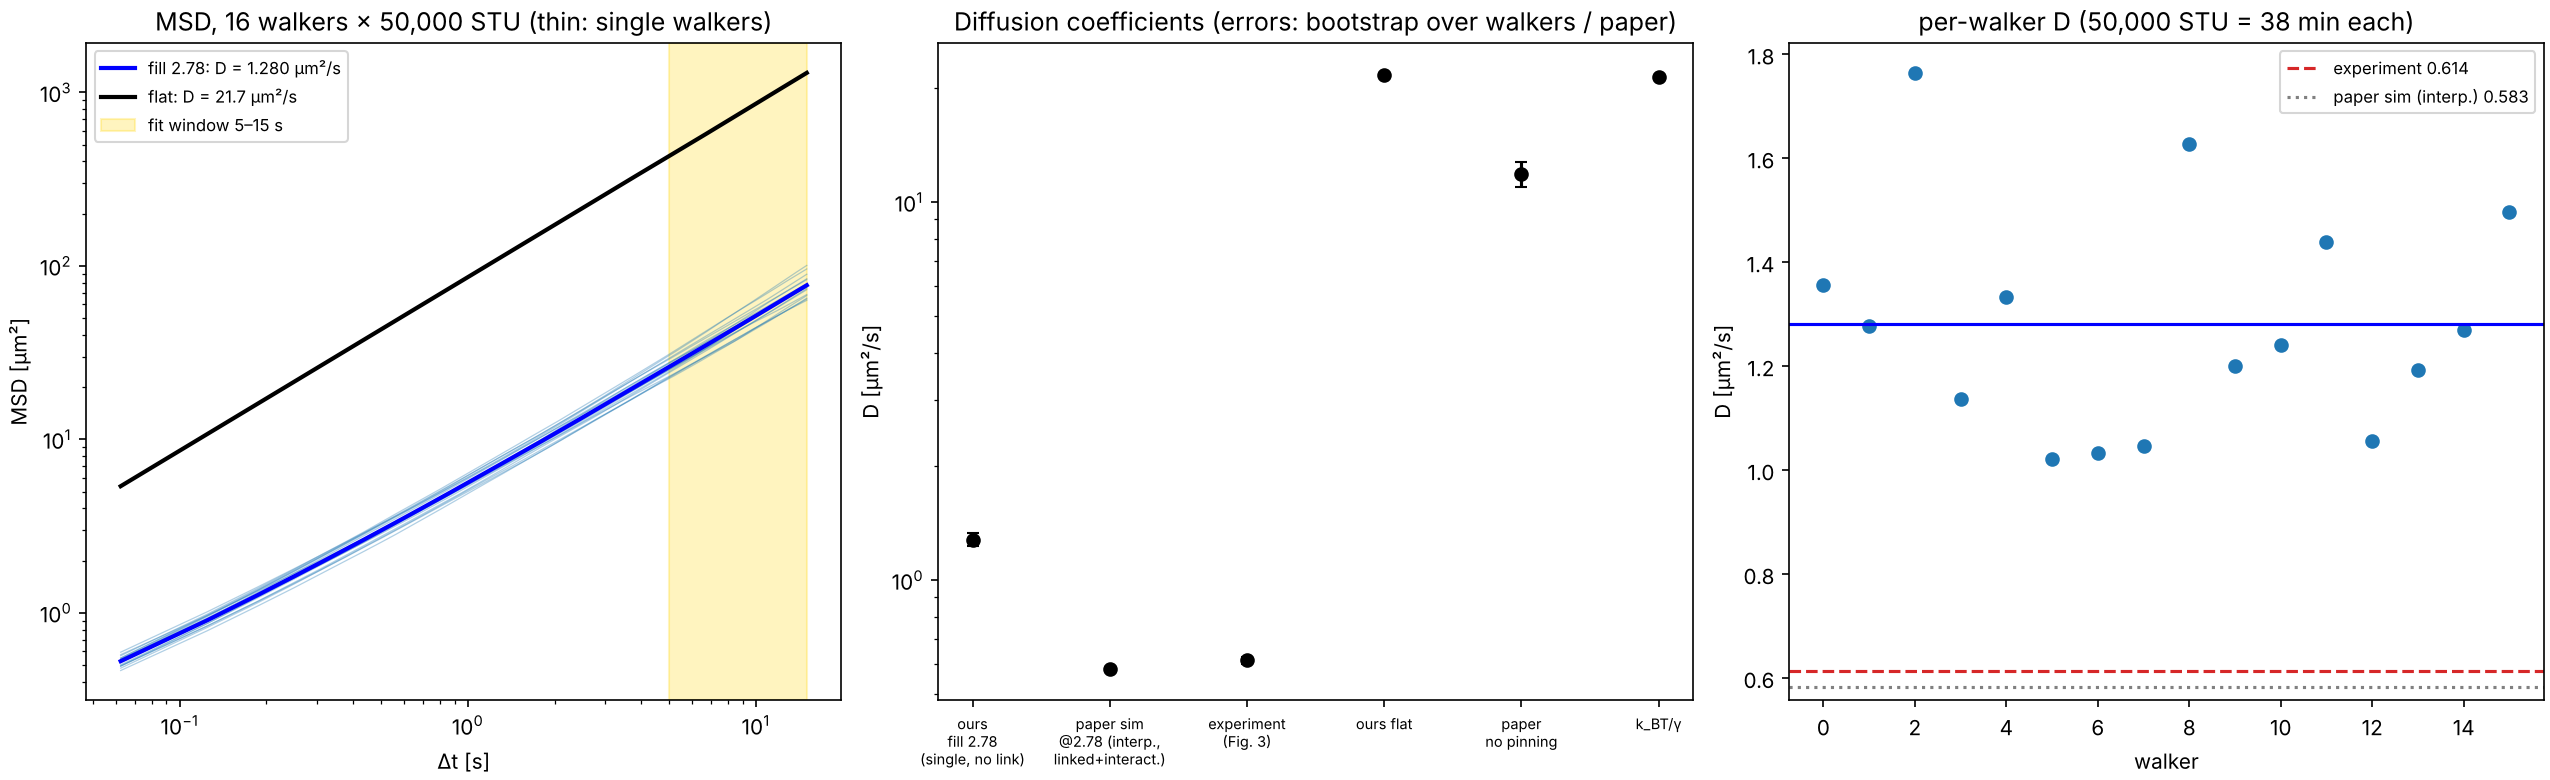 MSD, 16 walkers × 50,000 STU (thin: single walkers)
fill 2.78: D = 1.280 µm²/s
flat: D = 21.7 µm²/s
fit window 5–15 s
MSD [µm²]
10³
10²
10¹
10⁰
10⁻¹
10⁰
10¹
Δt [s]
Diffusion coefficients (errors: bootstrap over walkers / paper)
D [µm²/s]
10¹
10⁰
ours
fill 2.78
(single, no link)
paper sim
@2.78 (interp.,
linked+interact.)
experiment
(Fig. 3)
ours flat
paper
no pinning
k_BT/γ
per-walker D (50,000 STU = 38 min each)
experiment 0.614
paper sim (interp.) 0.583
D [µm²/s]
1.8
1.6
1.4
1.2
1.0
0.8
0.6
0
2
4
6
8
10
12
14
walker